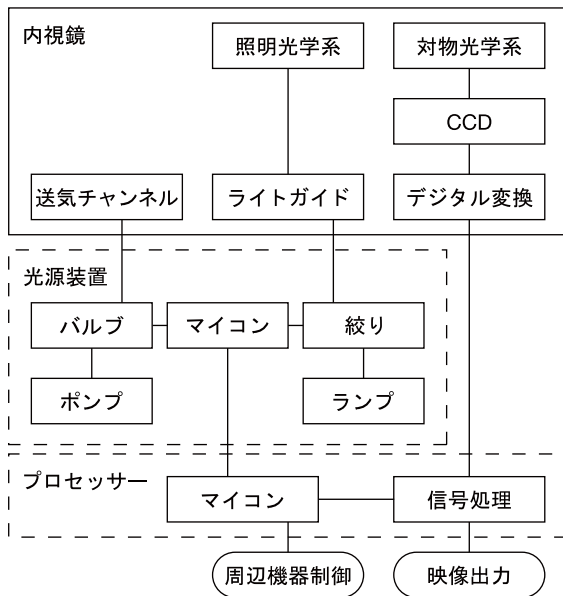 内視鏡
照明光学系
対物光学系
CCD
送気チャンネル
ライトガイド
デジタル変換
光源装置
バルブ
マイコン
絞り
ポンプ
ランプ
プロセッサー
マイコン
信号処理
周辺機器制御
映像出力